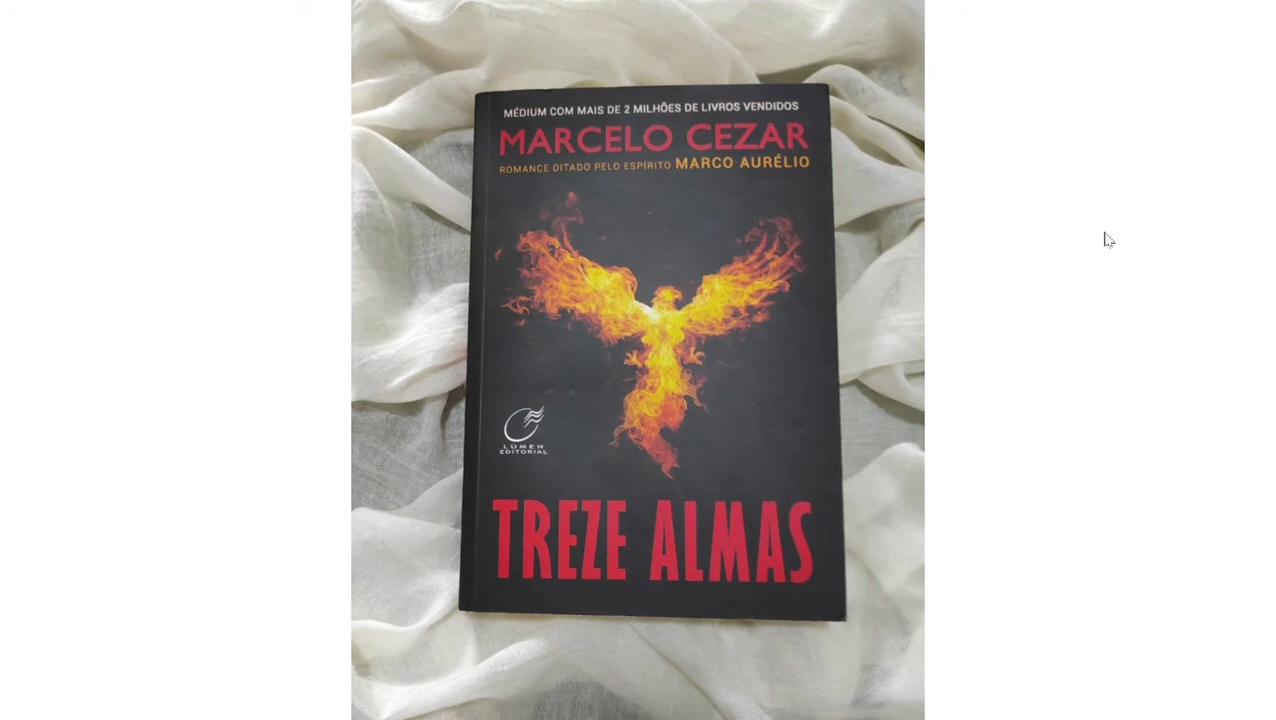 MÉDIUM COM MAIS DE 2 MILHÕES DE LIVROS VENDIDOS
MARCELO CEZAR
ROMANCE DITADO PELO ESPÍRITO MARCO AURÉLIO
LÚMEN
EDITORIAL
TREZE ALMAS